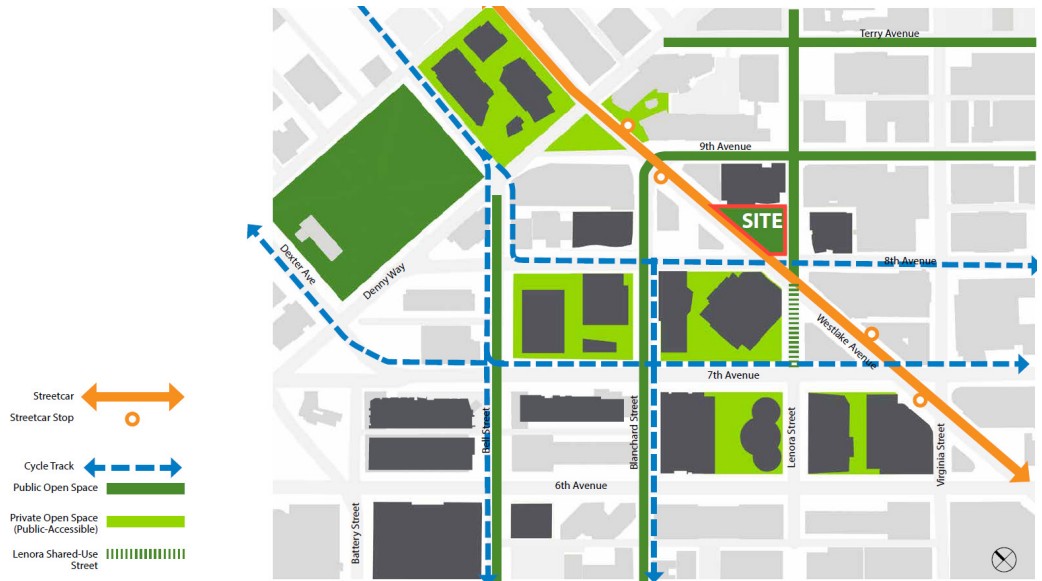 Terry Avenue
9th Avenue
SITE
8th Avenue
Dexter Ave
Denny Way
Westlake Avenue
7th Avenue
Bell Street
Blanchard Street
Lenora Street
Virginia Street
6th Avenue
Battery Street
Streetcar
Streetcar Stop
Cycle Track
Public Open Space
Private Open Space
(Public-Accessible)
Lenora Shared-Use
Street